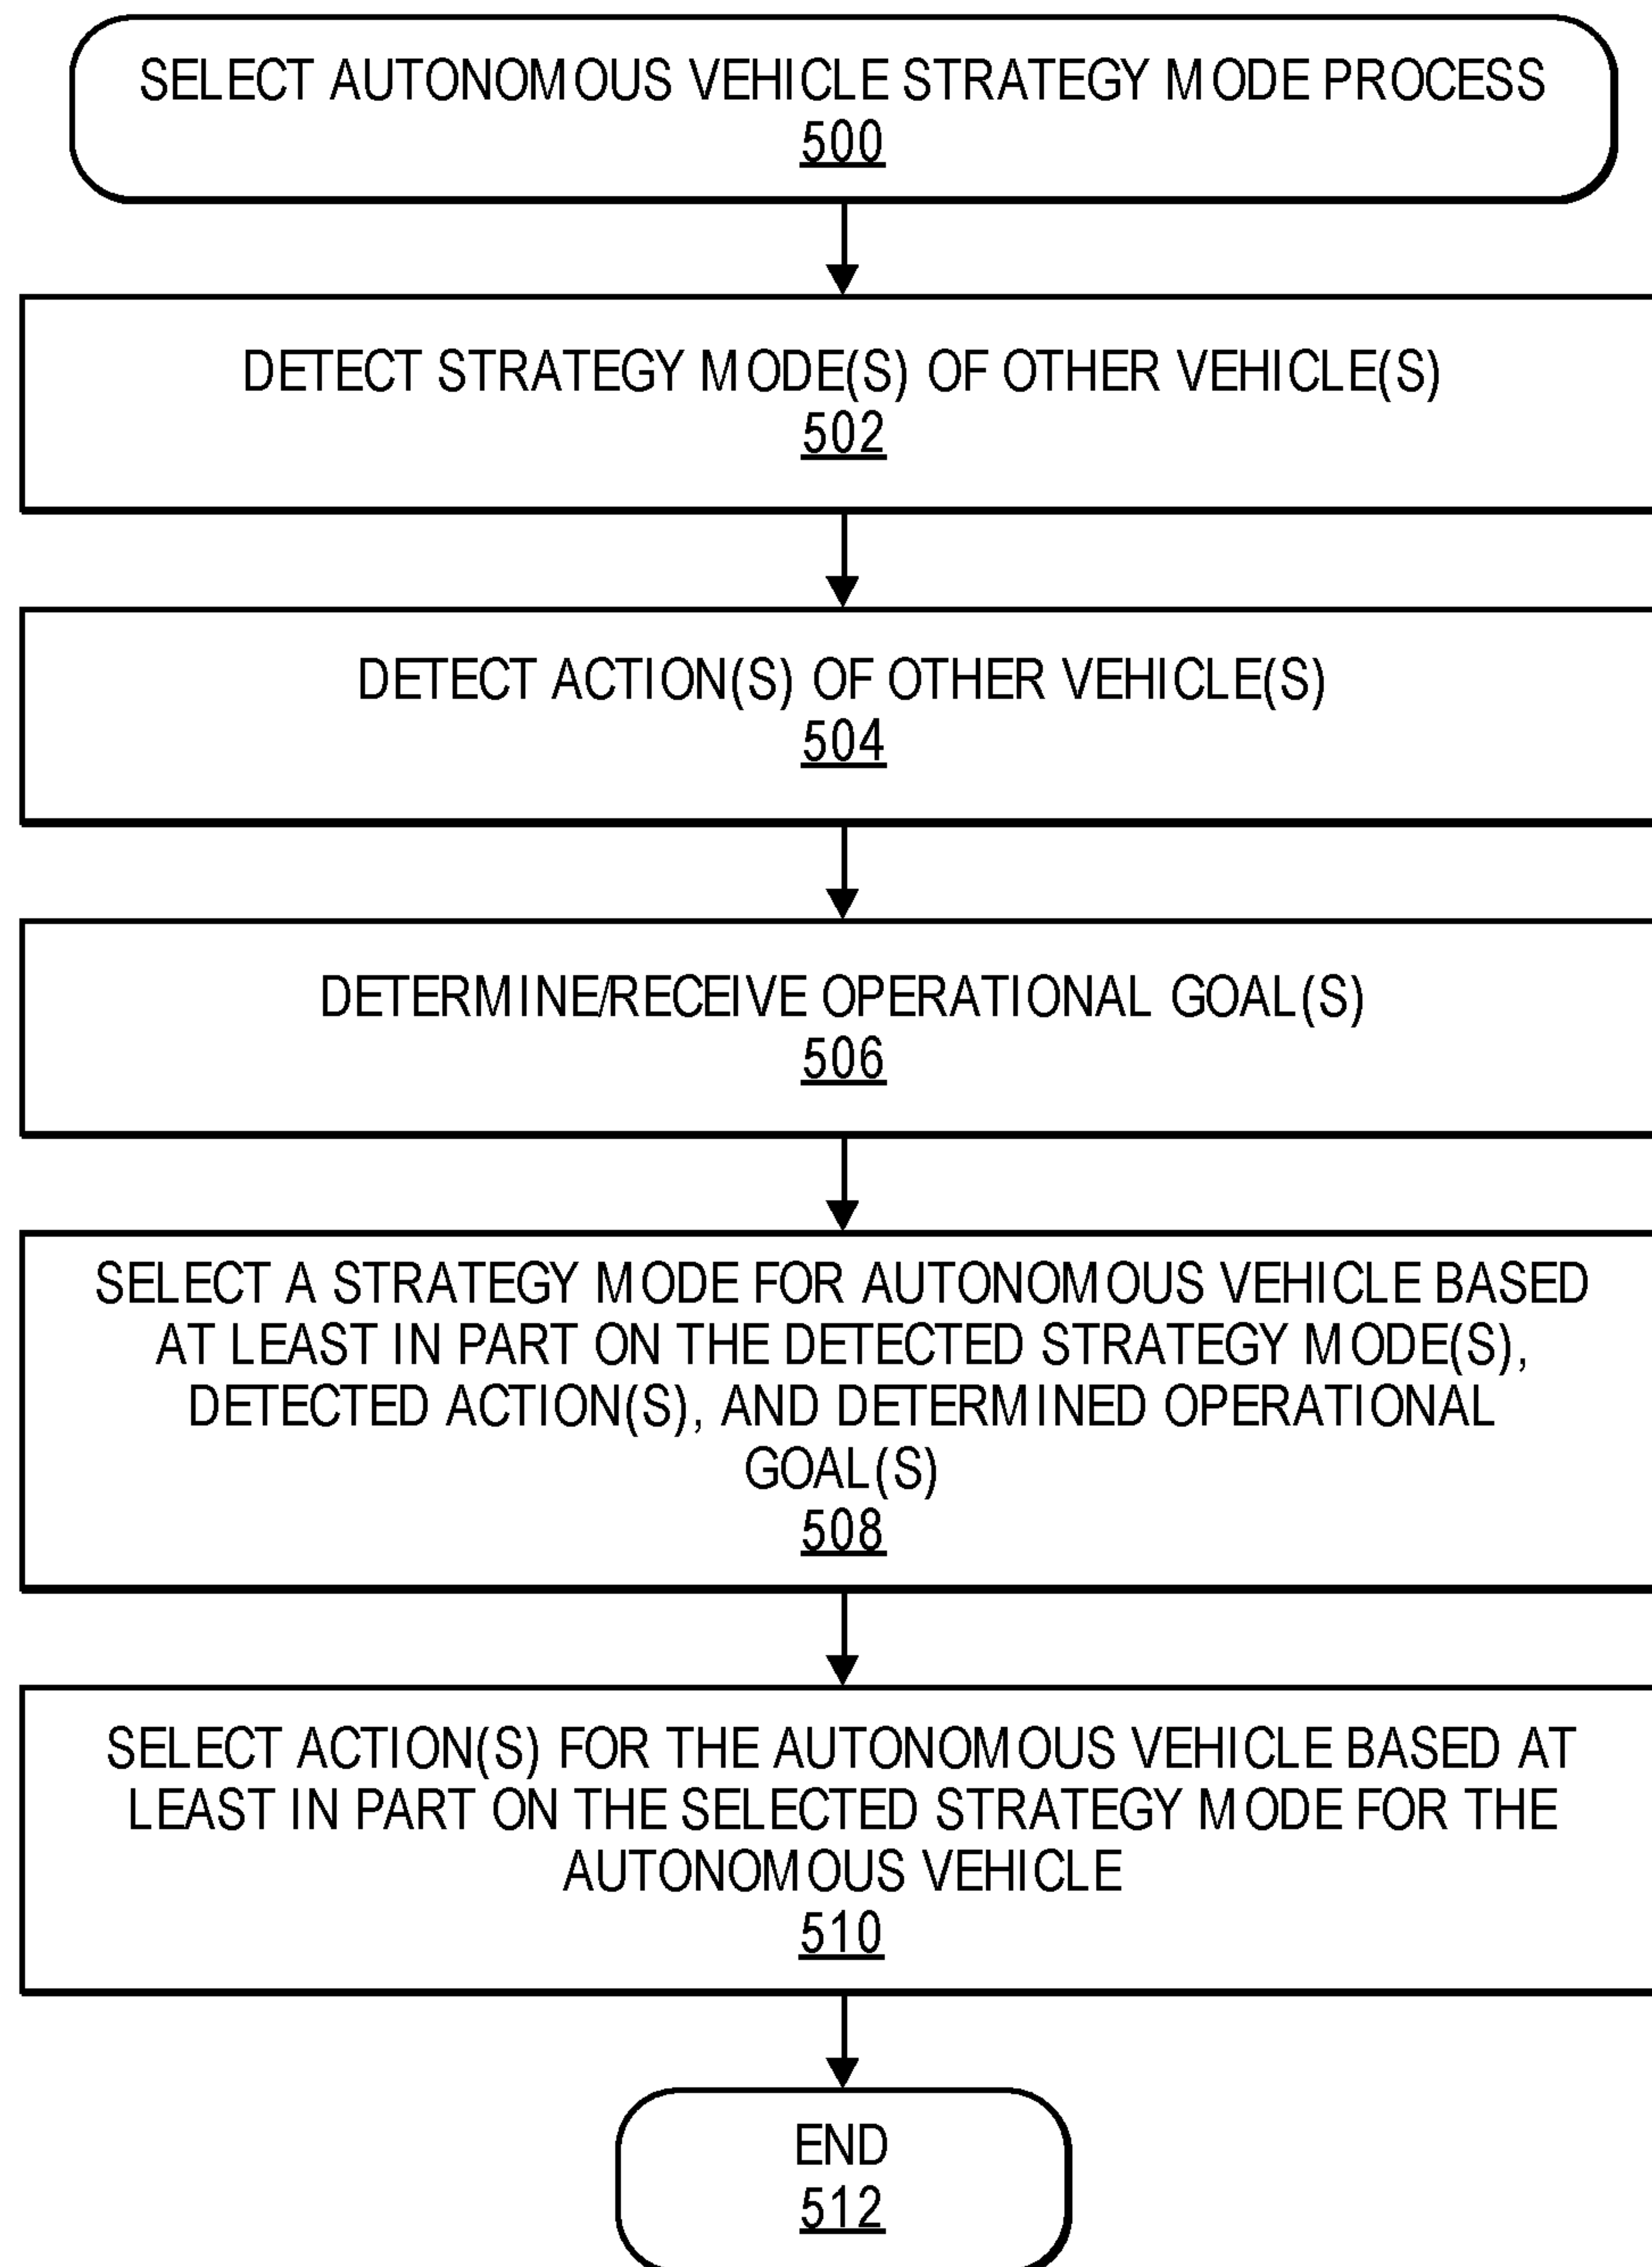 SELECT AUTONOMOUS VEHICLE STRATEGY MODE PROCESS
500
DETECT STRATEGY MODE(S) OF OTHER VEHICLE(S)
502
DETECT ACTION(S) OF OTHER VEHICLE(S)
504
DETERMINE/RECEIVE OPERATIONAL GOAL(S)
506
SELECT A STRATEGY MODE FOR AUTONOMOUS VEHICLE BASED
AT LEAST IN PART ON THE DETECTED STRATEGY MODE(S),
DETECTED ACTION(S), AND DETERMINED OPERATIONAL
GOAL(S)
508
SELECT ACTION(S) FOR THE AUTONOMOUS VEHICLE BASED AT
LEAST IN PART ON THE SELECTED STRATEGY MODE FOR THE
AUTONOMOUS VEHICLE
510
END
512